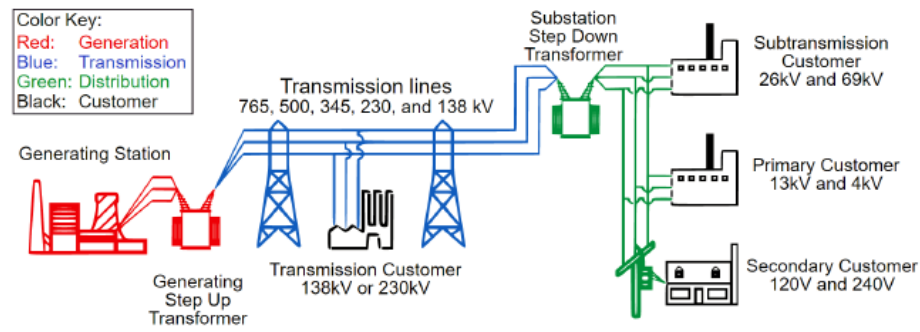 Color Key:
Red: Generation
Blue: Transmission
Green: Distribution
Black: Customer
Substation
Step Down
Transformer
Subtransmission
Customer
26kV and 69kV
Transmission lines
765, 500, 345, 230, and 138 kV
Generating Station
Primary Customer
13kV and 4kV
Transmission Customer
138kV or 230kV
Generating
Step Up
Transformer
Secondary Customer
120V and 240V